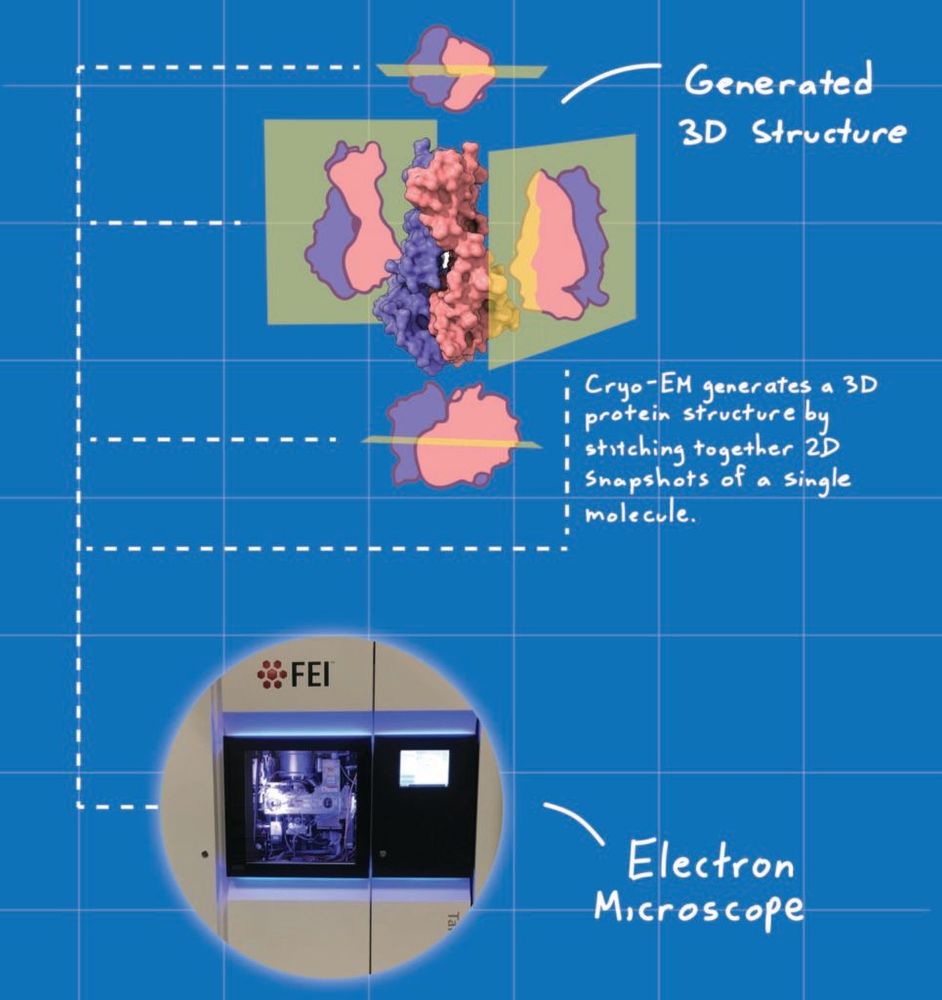 Generated
3D Structure
Cryo-EM generates a 3D
protein structure by
stitching together 2D
Snapshots of a single
molecule.
FEI
Electron
Microscope